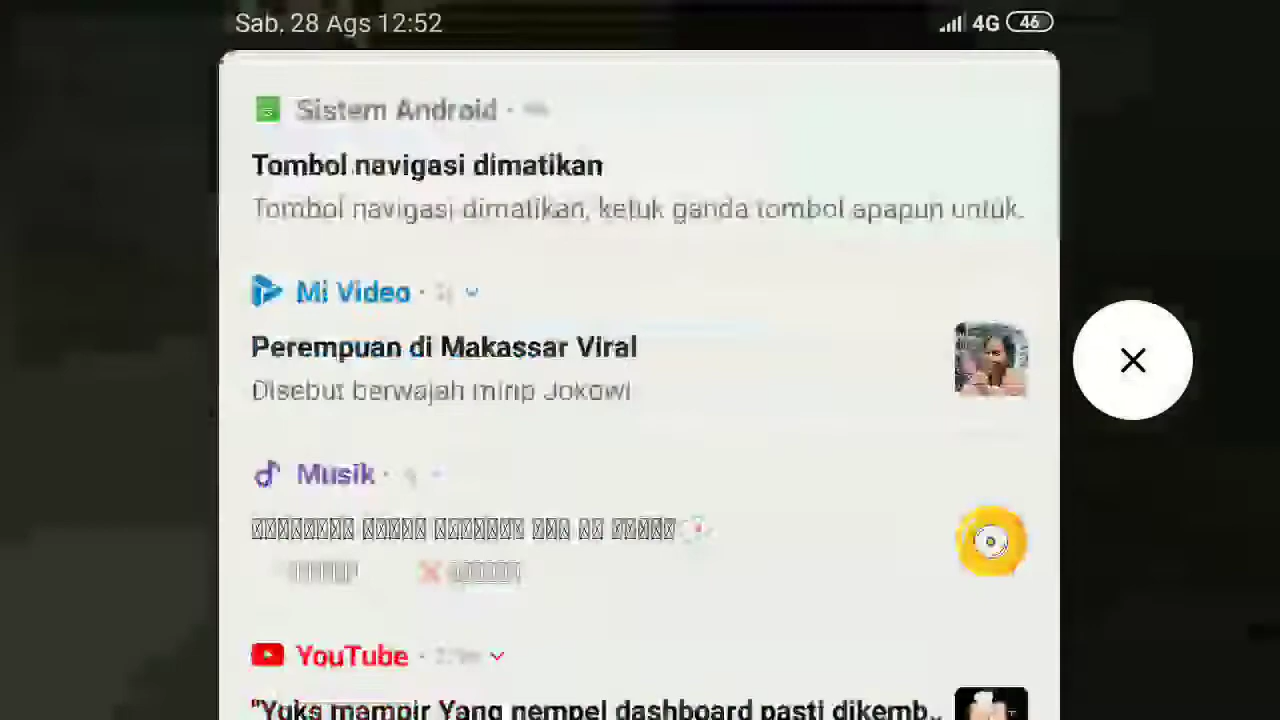 Sab, 28 Ags 12:52
4G 46
Sistem Android ·
Tombol navigasi dimatikan
Tombol navigasi dimatikan, ketuk ganda tombol apapun untuk.
Mi Video ·
Perempuan di Makassar Viral
Disebut berwajah mirip Jokowi
Musik ·
YouTube ·
"Yuks mampir Yang nempel dashboard pasti dikemb..